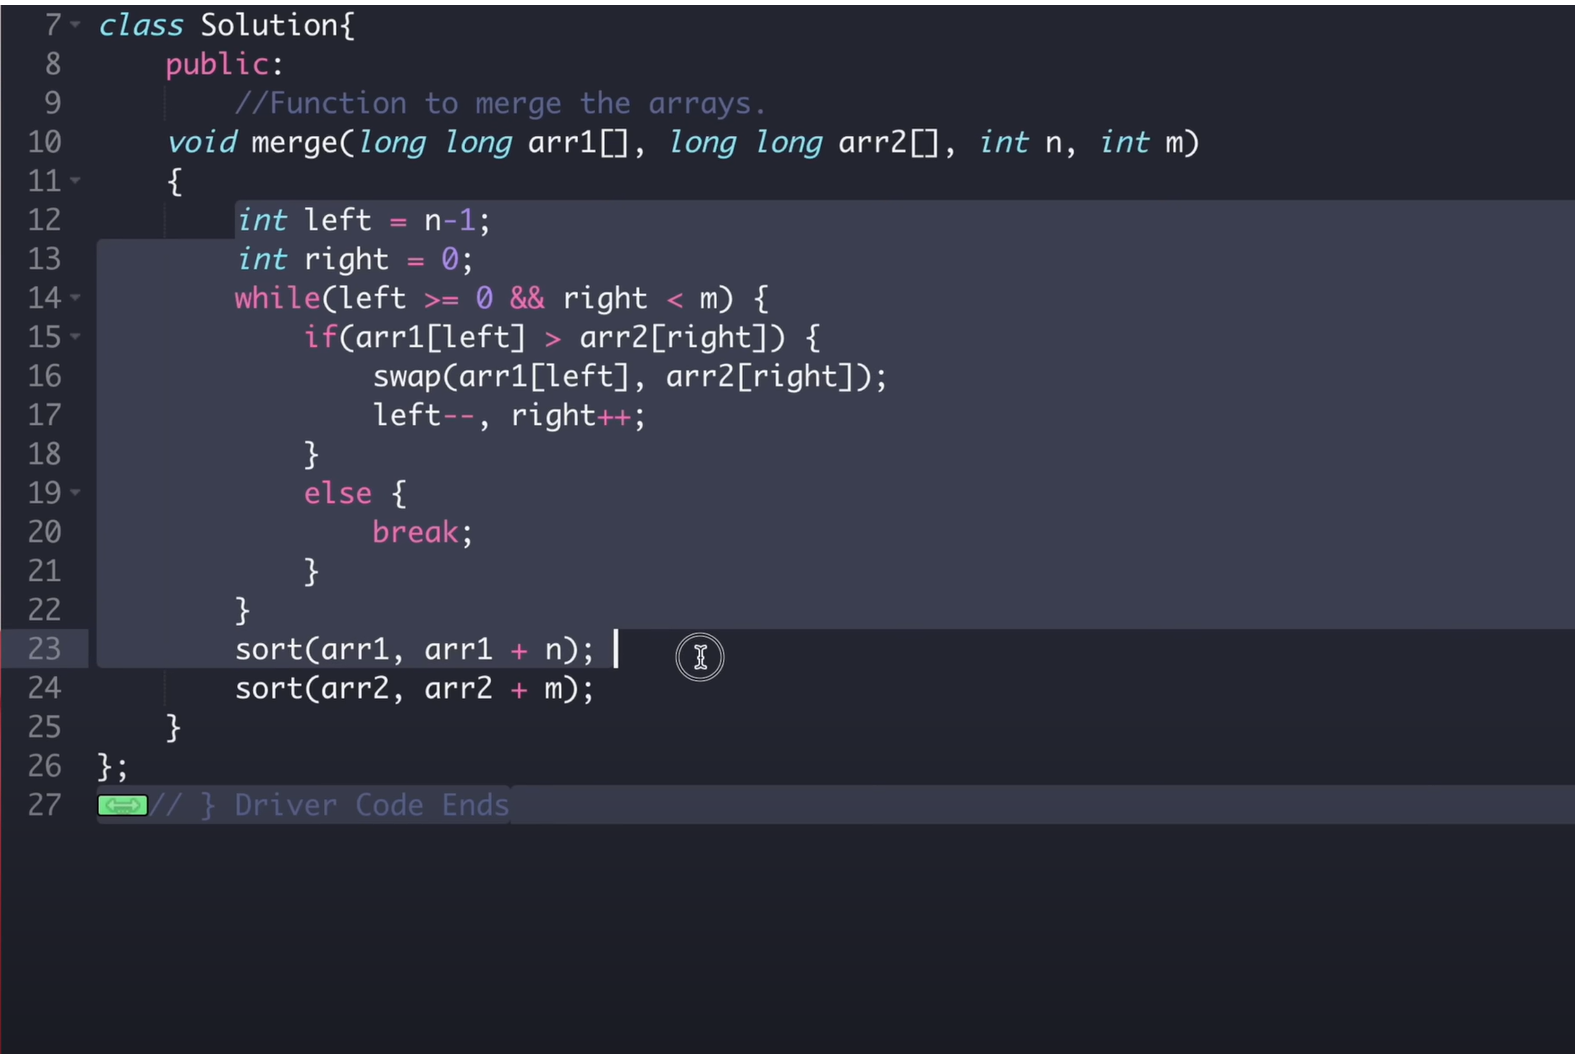 7 class Solution{
8 public:
9 //Function to merge the arrays.
10 void merge(long long arr1[], long long arr2[], int n, int m)
11 {
12 int left = n-1;
13 int right = 0;
14 while(left >= 0 && right < m) {
15 if(arr1[left] > arr2[right]) {
16 swap(arr1[left], arr2[right]);
17 left--, right++;
18 }
19 else {
20 break;
21 }
22 }
23 sort(arr1, arr1 + n);
24 sort(arr2, arr2 + m);
25 }
26 };
27 // } Driver Code Ends